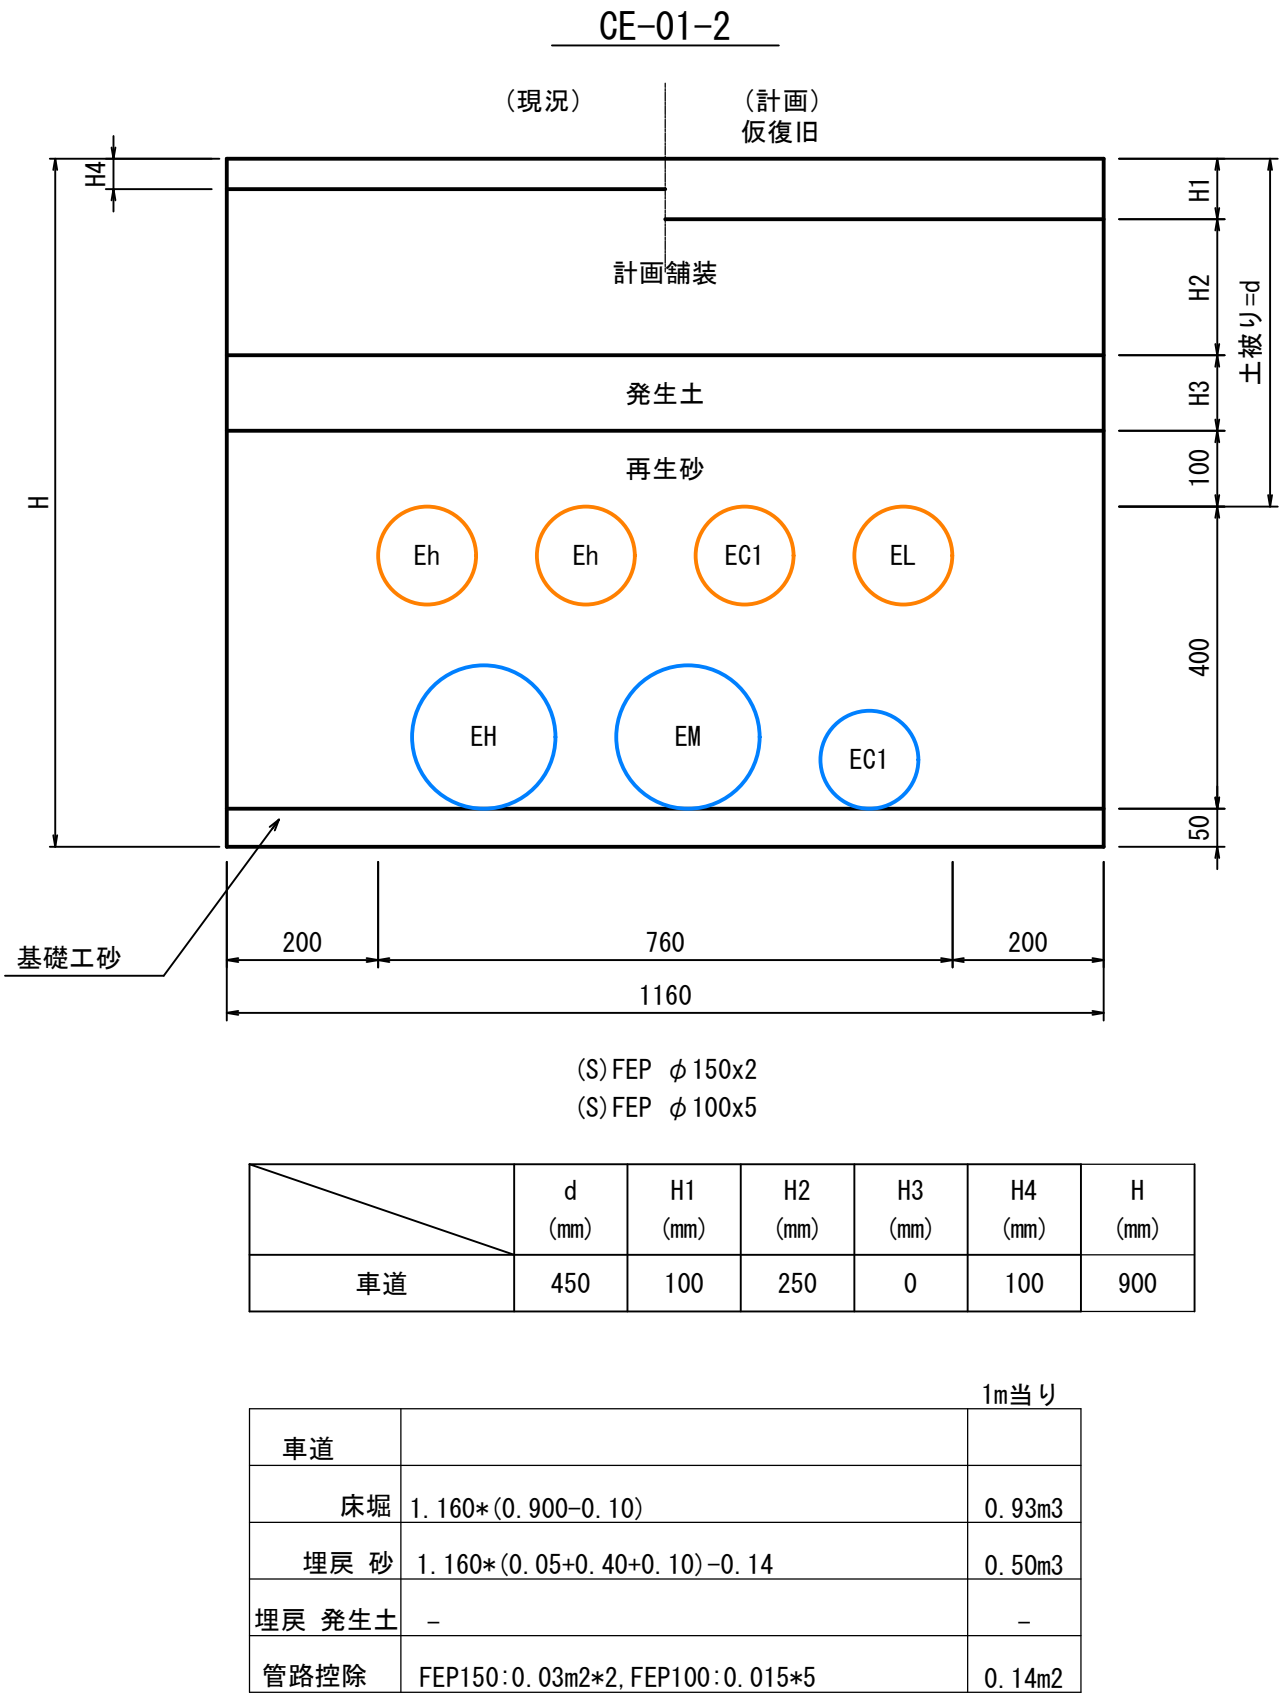 CE-01-2
(現況) (計画)
仮復旧
H4
H1
計画舗装
H2
土被り=d
発生土
H3
再生砂
100
H
Eh Eh EC1 EL
400
EH EM EC1
50
基礎工砂
200 760 200
1160
(S)FEP φ150x2
(S)FEP φ100x5
d H1 H2 H3 H4 H
(mm) (mm) (mm) (mm) (mm) (mm)
車道 450 100 250 0 100 900
1m当り
車道
床堀 1.160*(0.900-0.10) 0.93m3
埋戻 砂 1.160*(0.05+0.40+0.10)-0.14 0.50m3
埋戻 発生土 - -
管路控除 FEP150:0.03m2*2,FEP100:0.015*5 0.14m2